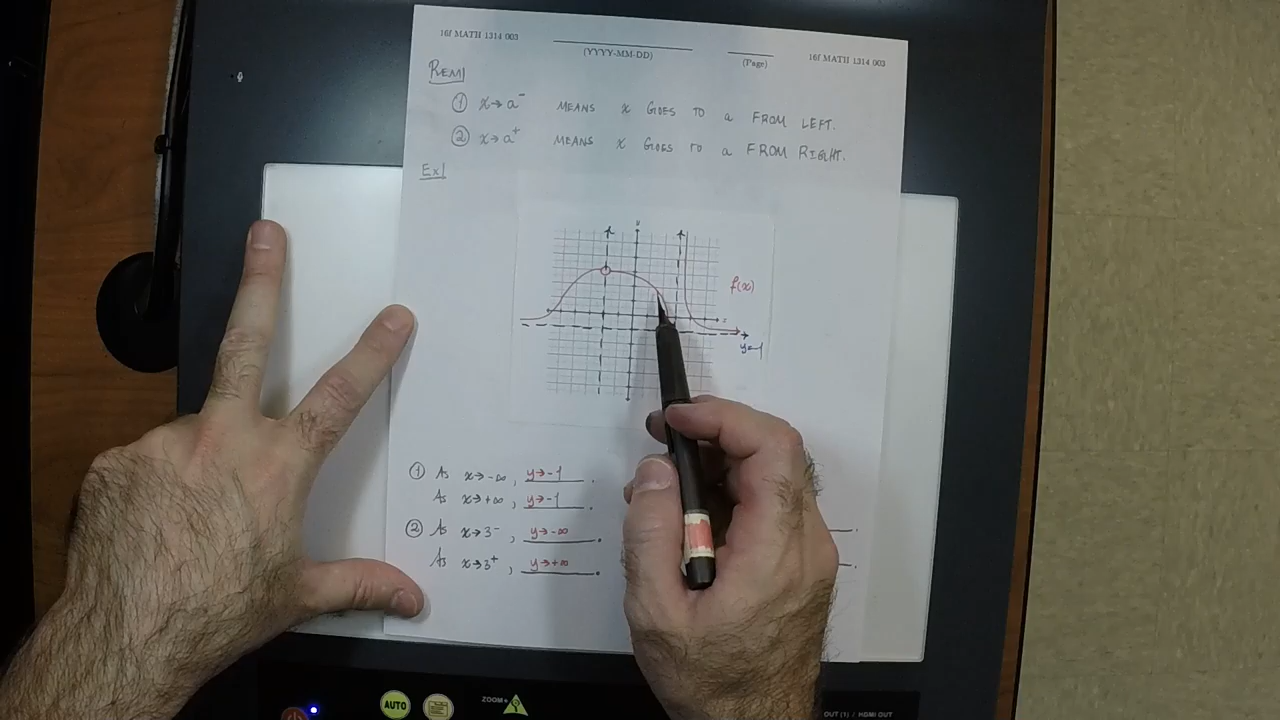 16f MATH 1314 003
(YYYY-MM-DD)
(Page)
16f MATH 1314 003
REM
① x→a⁻ MEANS x GOES TO a FROM LEFT.
② x→a⁺ MEANS x GOES TO a FROM RIGHT.
Ex
f(x)
y=-1
① As x→-∞, y→-1.
As x→+∞, y→-1.
② As x→3⁻, y→-∞.
As x→3⁺, y→+∞.
AUTO
ZOOM+
OUT (1) / HDMI OUT